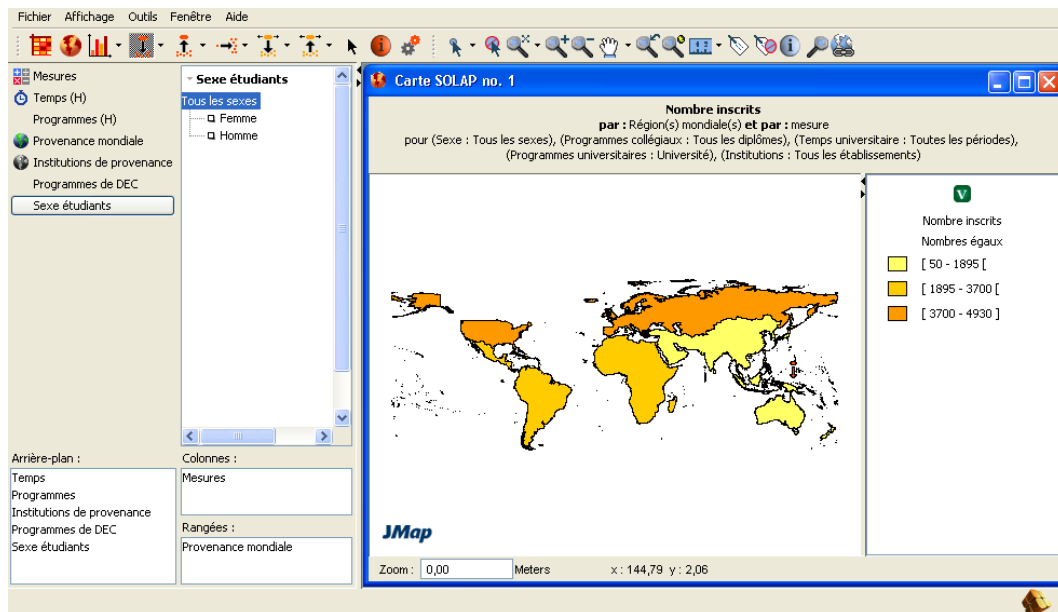 Fichier Affichage Outils Fenêtre Aide
Mesures
Temps (H)
Programmes (H)
Provenance mondiale
Institutions de provenance
Programmes de DEC
Sexe étudiants
Sexe étudiants
Tous les sexes
Femme
Homme
Arrière-plan :
Temps
Programmes
Institutions de provenance
Programmes de DEC
Sexe étudiants
Colonnes :
Mesures
Rangées :
Provenance mondiale
Carte SOLAP no. 1
Nombre inscrits
par : Région(s) mondiale(s) et par : mesure
pour (Sexe : Tous les sexes), (Programmes collégiaux : Tous les diplômes), (Temps universitaire : Toutes les périodes),
(Programmes universitaires : Université), (Institutions : Tous les établissements)
V
Nombre inscrits
Nombres égaux
[ 50 - 1895 [
[ 1895 - 3700 [
[ 3700 - 4930 ]
JMap
Zoom : 0,00 Meters x : 144,79 y : 2,06